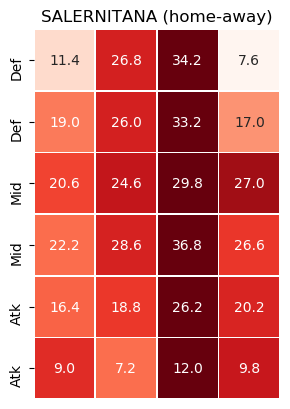 SALERNITANA (home-away)
Def 11.4 26.8 34.2 7.6
Def 19.0 26.0 33.2 17.0
Mid 20.6 24.6 29.8 27.0
Mid 22.2 28.6 36.8 26.6
Atk 16.4 18.8 26.2 20.2
Atk 9.0 7.2 12.0 9.8